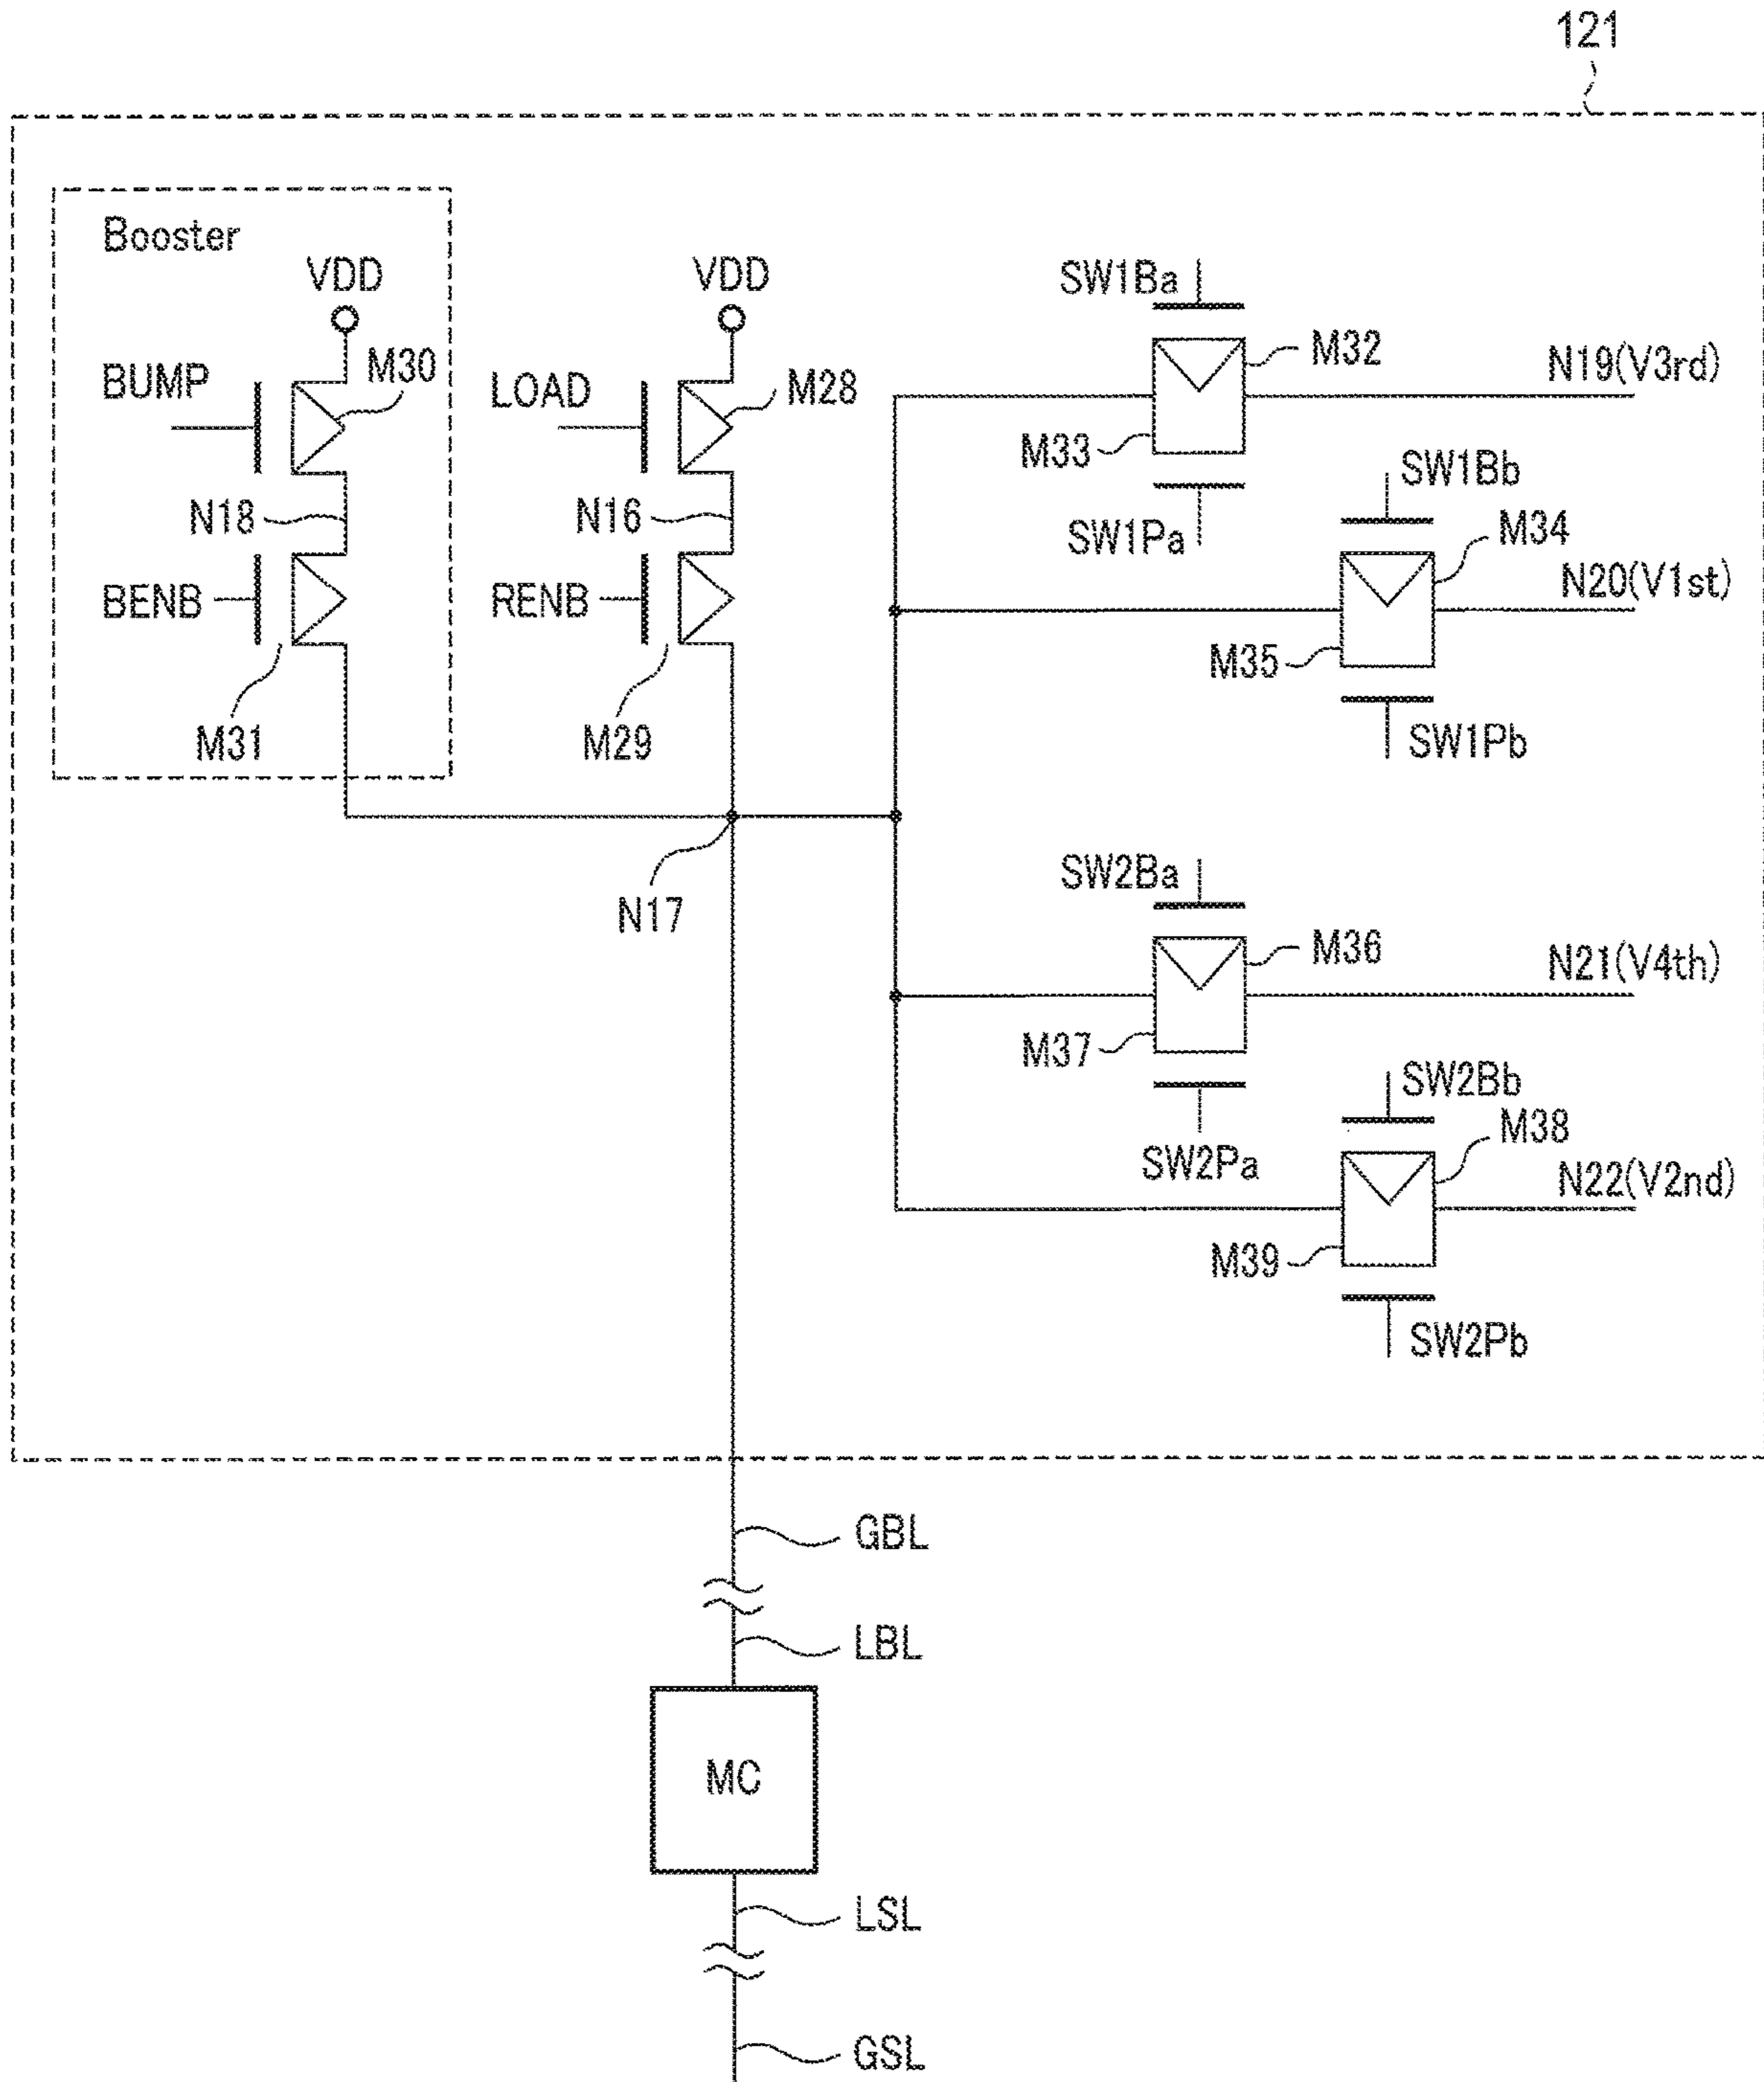 121
Booster
VDD
VDD
SW1Ba
BUMP
M30
LOAD
M28
M32
N19(V3rd)
M33
SW1Bb
N18
N16
SW1Pa
M34
BENB
RENB
N20(V1st)
M35
M31
M29
SW1Pb
N17
SW2Ba
M36
N21(V4th)
M37
SW2Bb
M38
SW2Pa
N22(V2nd)
M39
SW2Pb
GBL
LBL
MC
LSL
GSL